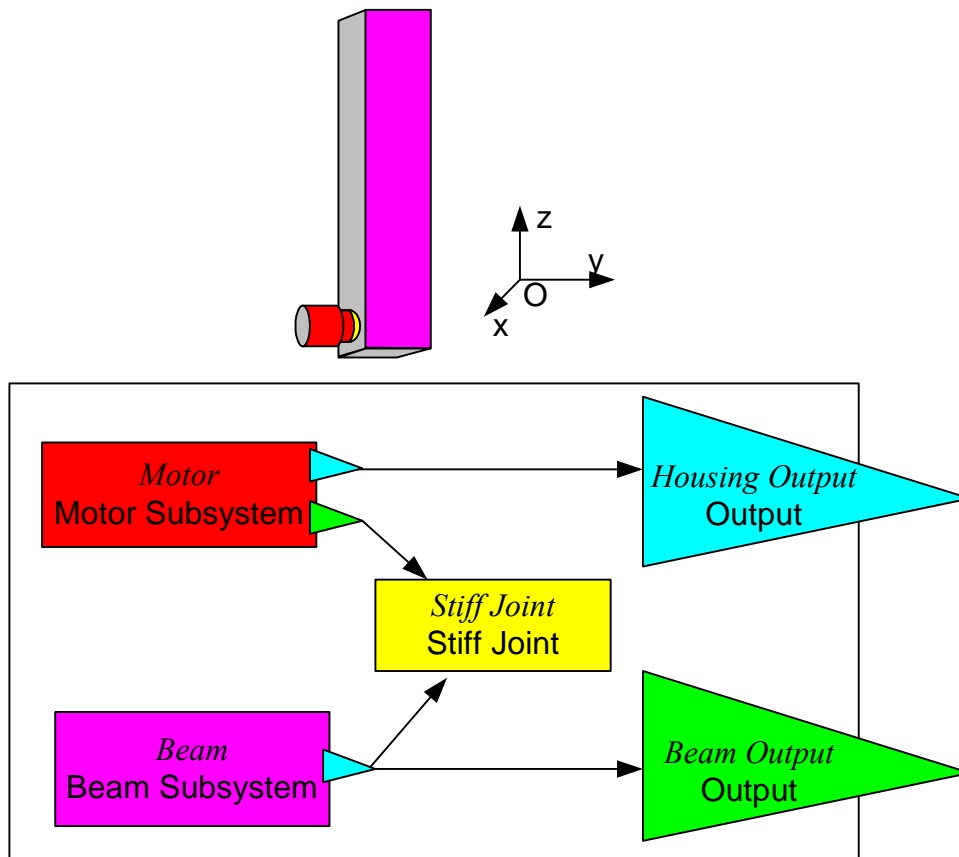 z
y
O
x
Motor
Motor Subsystem
Housing Output
Output
Stiff Joint
Stiff Joint
Beam
Beam Subsystem
Beam Output
Output